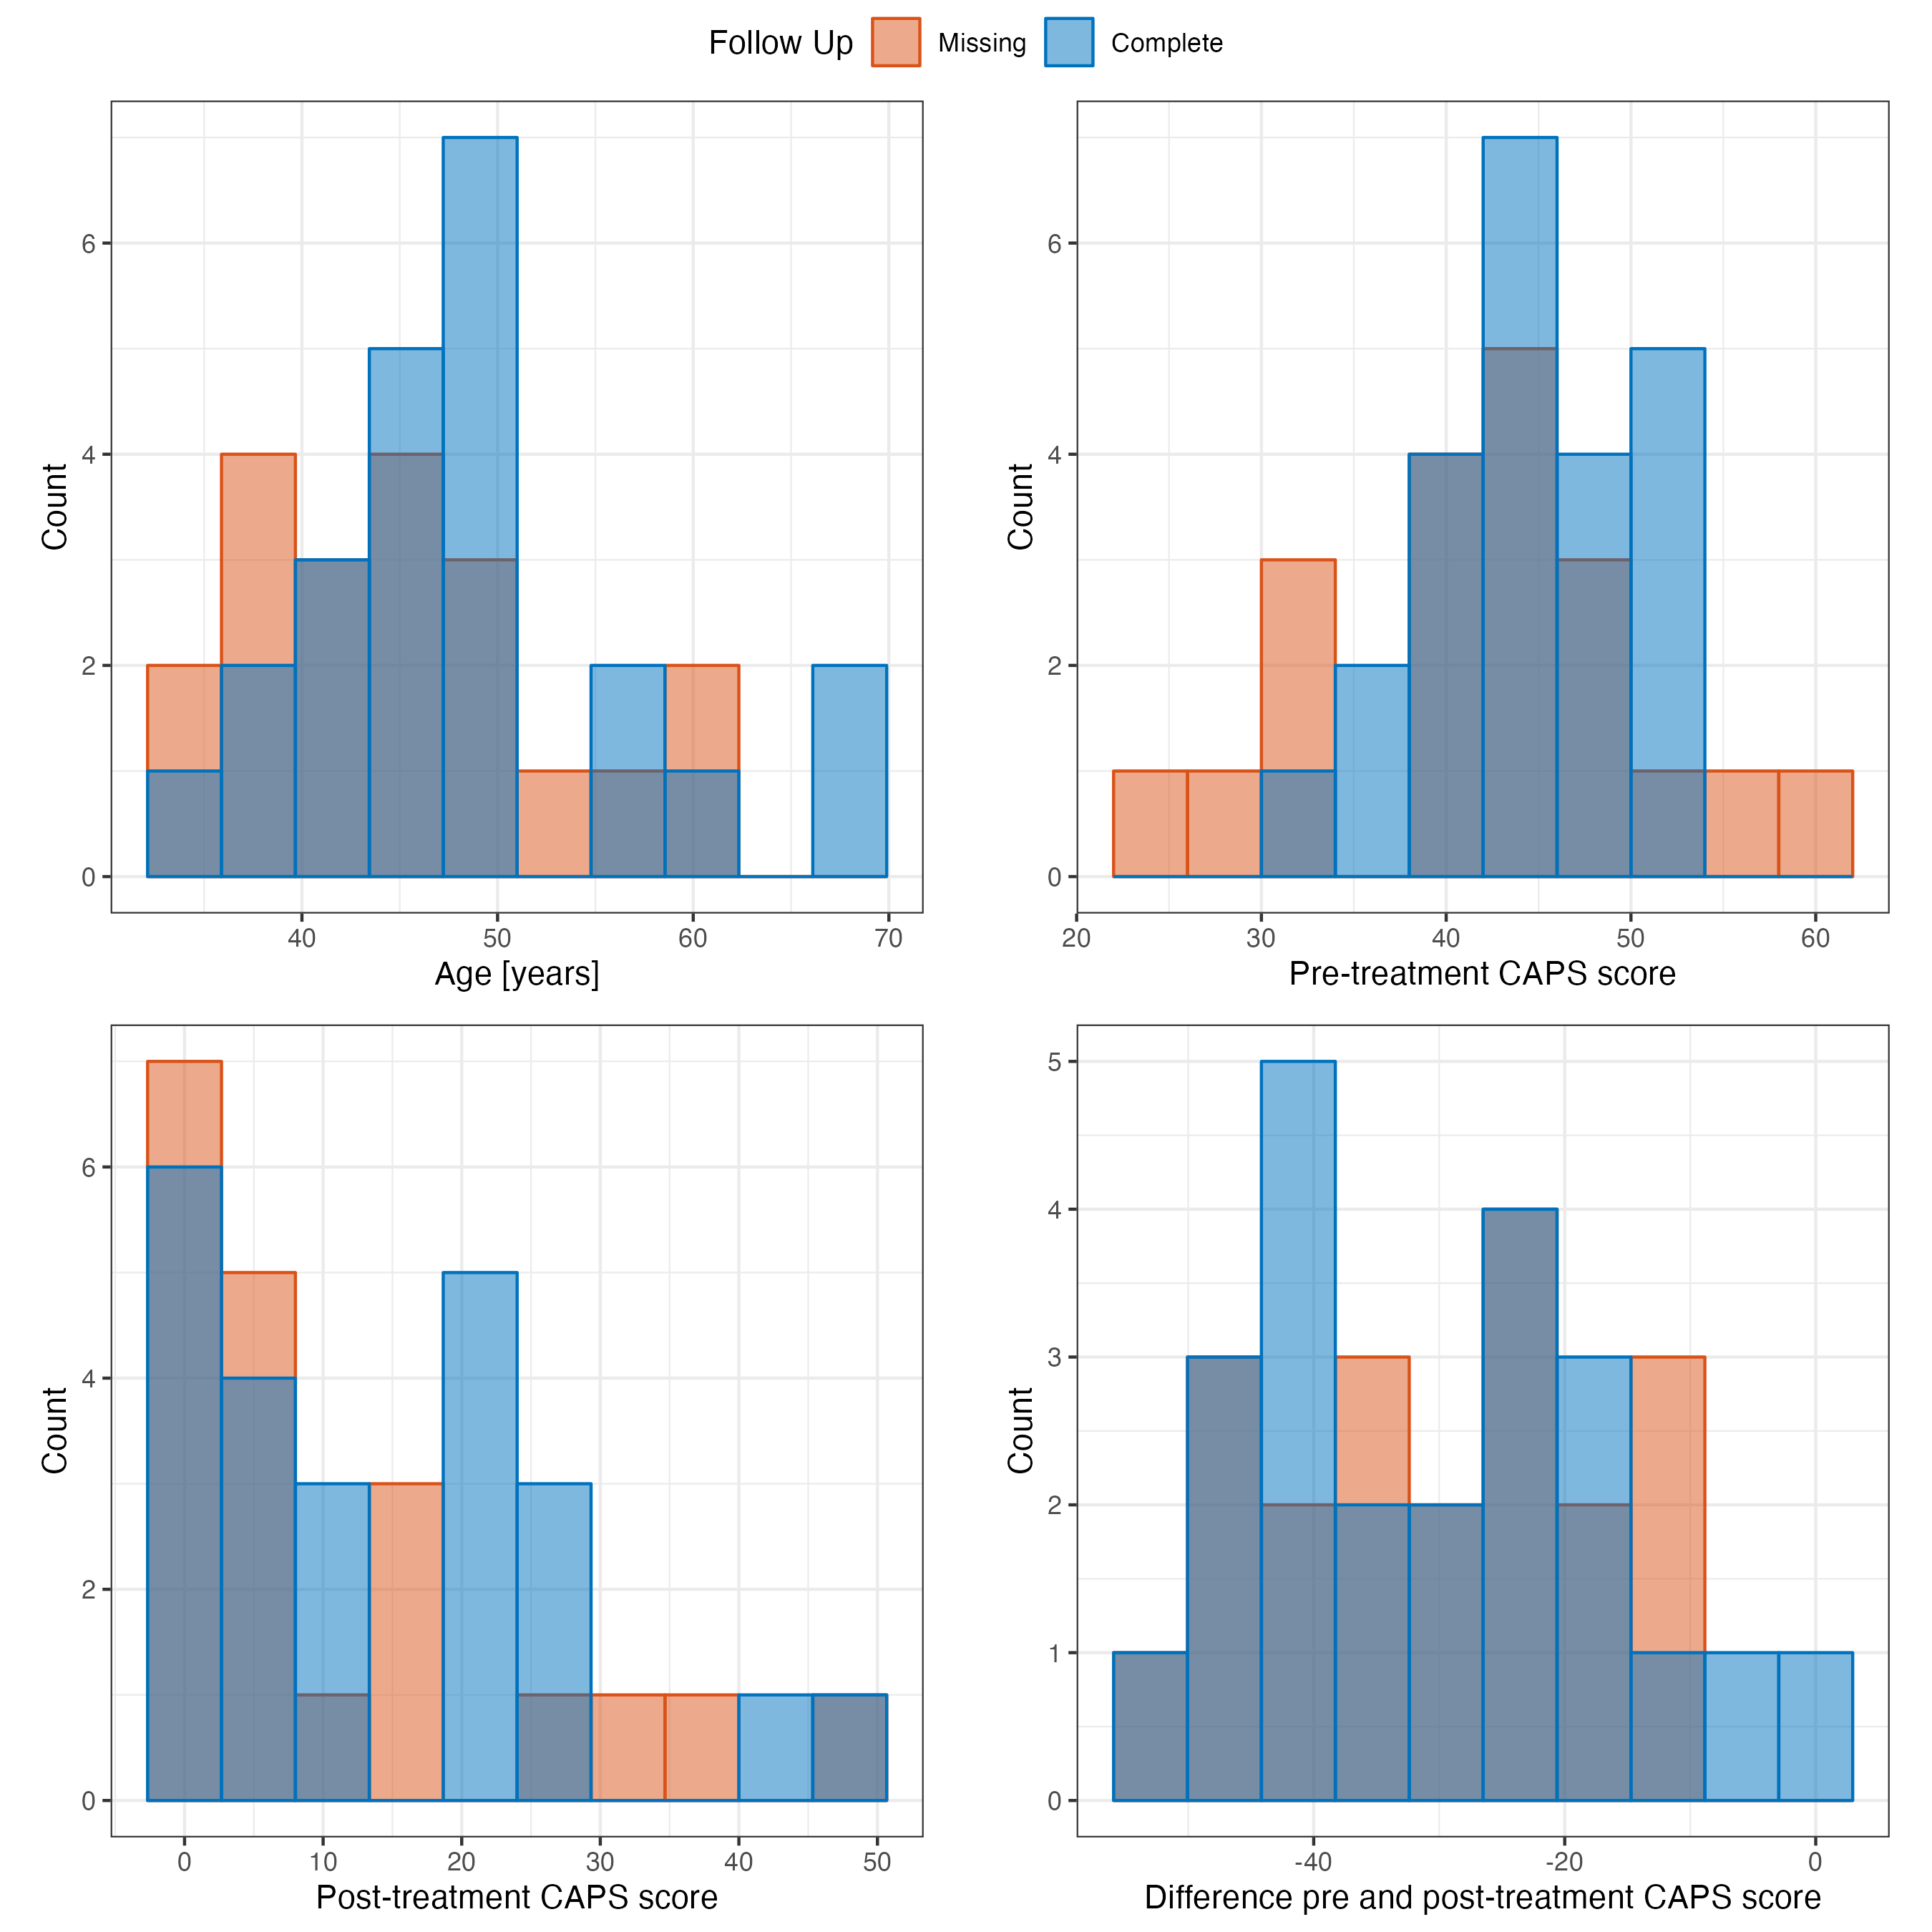 Follow Up Missing Complete
6
4
2
0
Count
40 50 60 70
Age [years]
6
4
2
0
Count
20 30 40 50 60
Pre-treatment CAPS score
6
4
2
0
Count
0 10 20 30 40 50
Post-treatment CAPS score
5
4
3
2
1
0
Count
-40 -20 0
Difference pre and post-treatment CAPS score